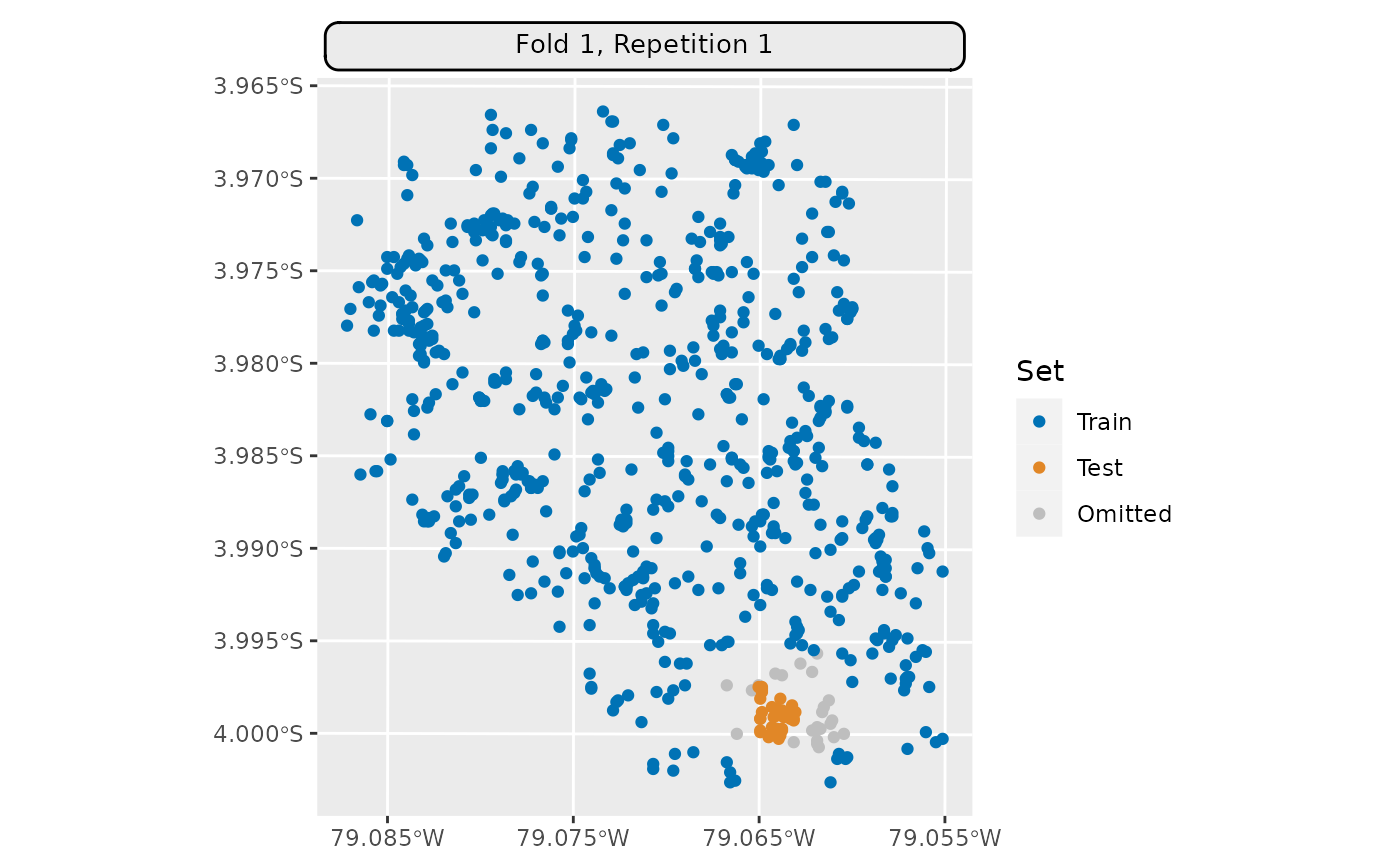 Fold 1, Repetition 1
3.965°S
3.970°S
3.975°S
3.980°S
3.985°S
3.990°S
3.995°S
4.000°S
79.085°W 79.075°W 79.065°W 79.055°W
Set
Train
Test
Omitted